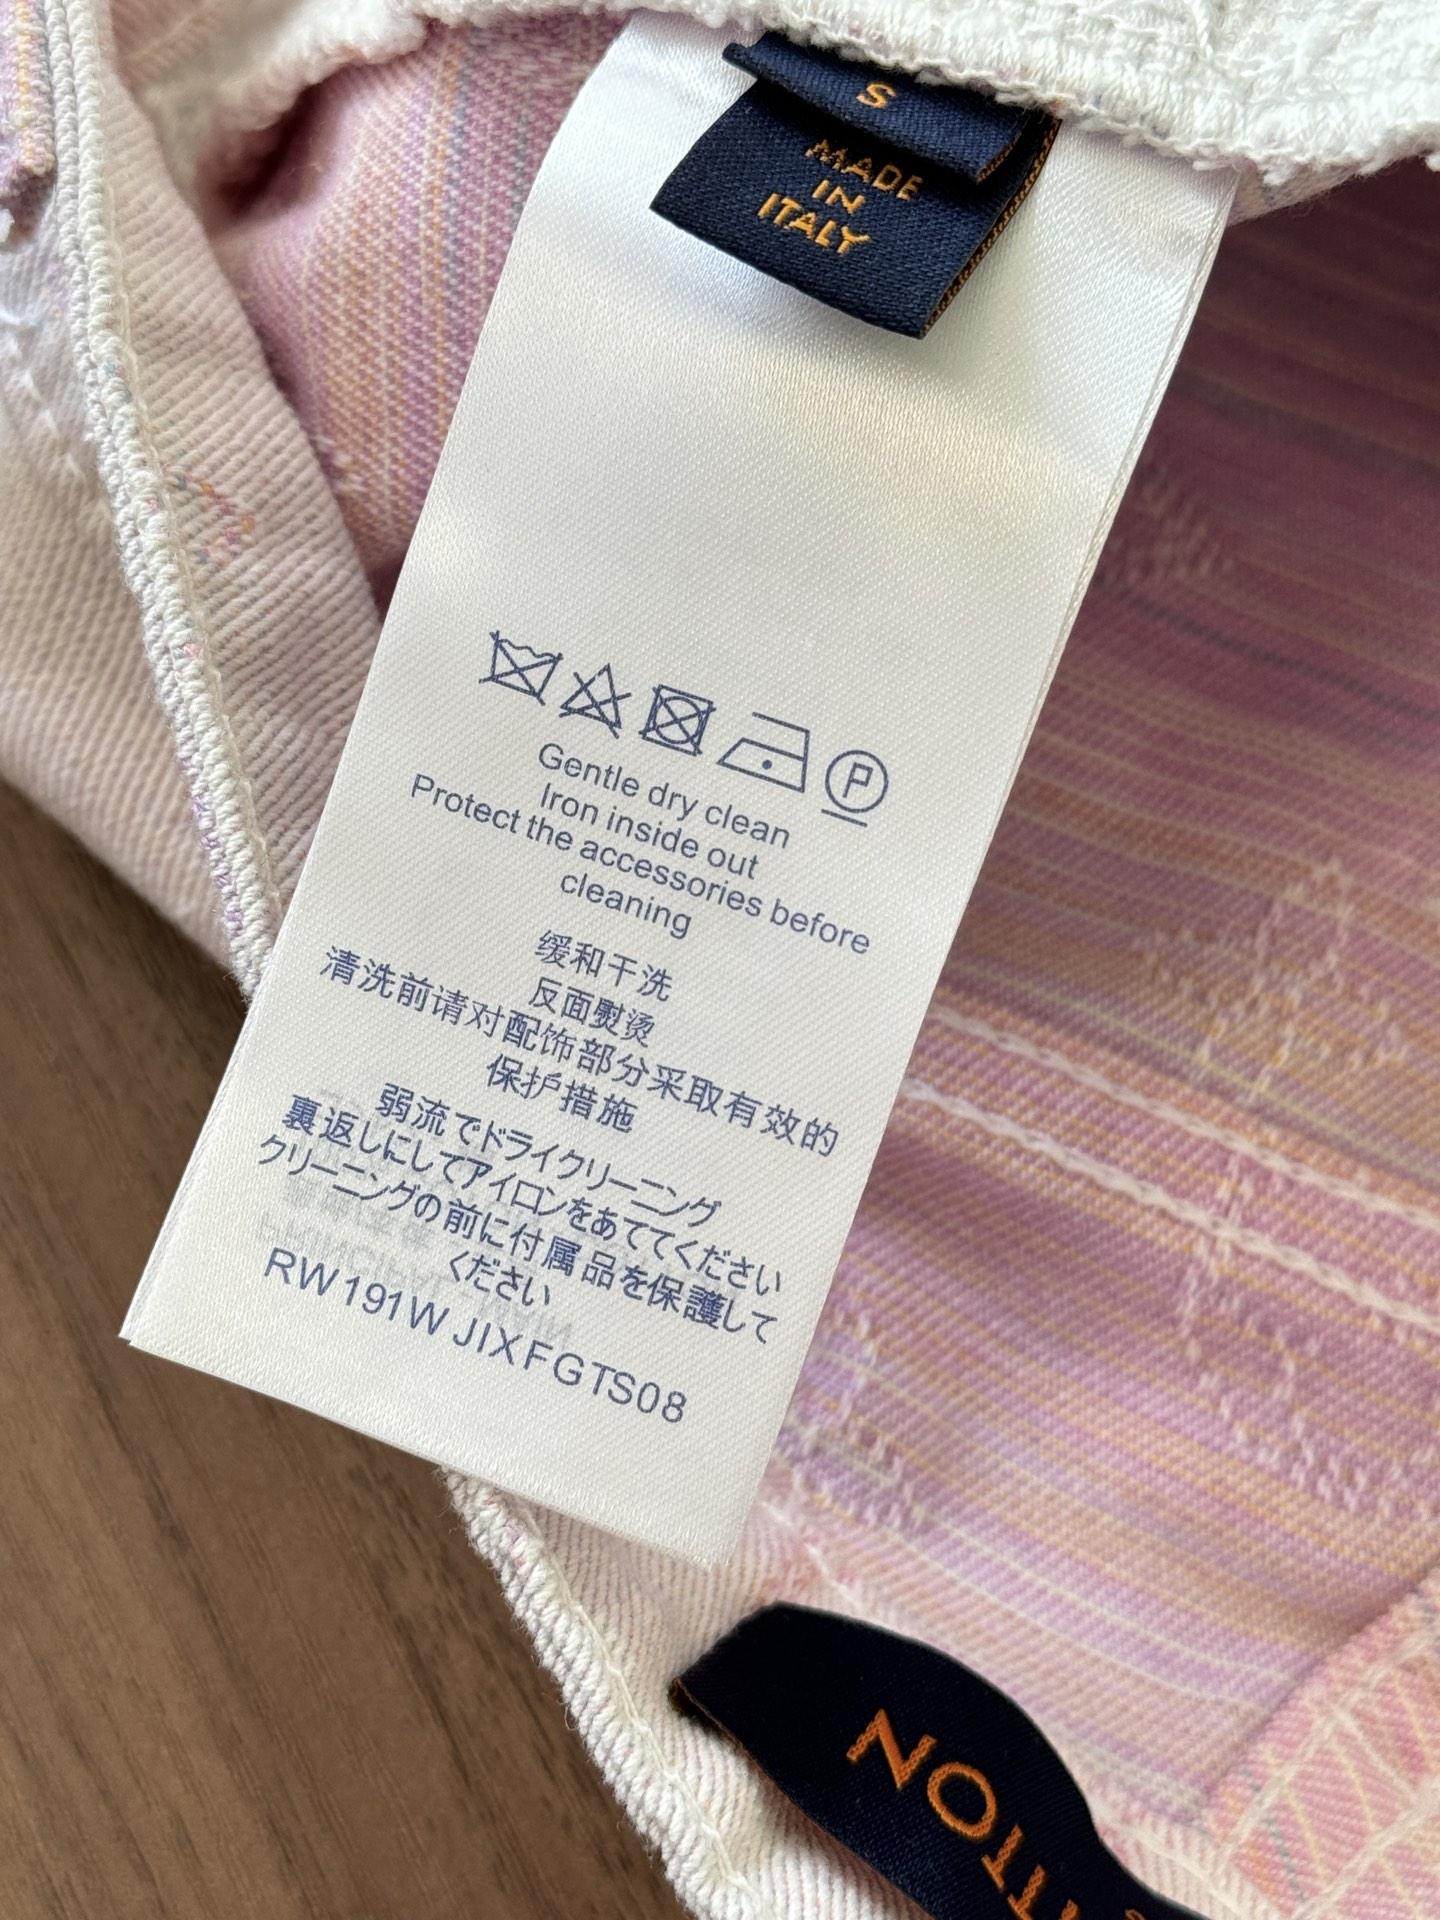 S
MADE
IN
ITALY
P
Gentle dry clean
Iron inside out
Protect the accessories before
cleaning
缓和干洗
反面熨烫
清洗前请对配饰部分采取有效的
保护措施
弱流でドライクリーニング
裏返しにしてアイロンをあててください
クリーニングの前に付属品を保護して
ください
RW191W JIXFGTS08
TTON